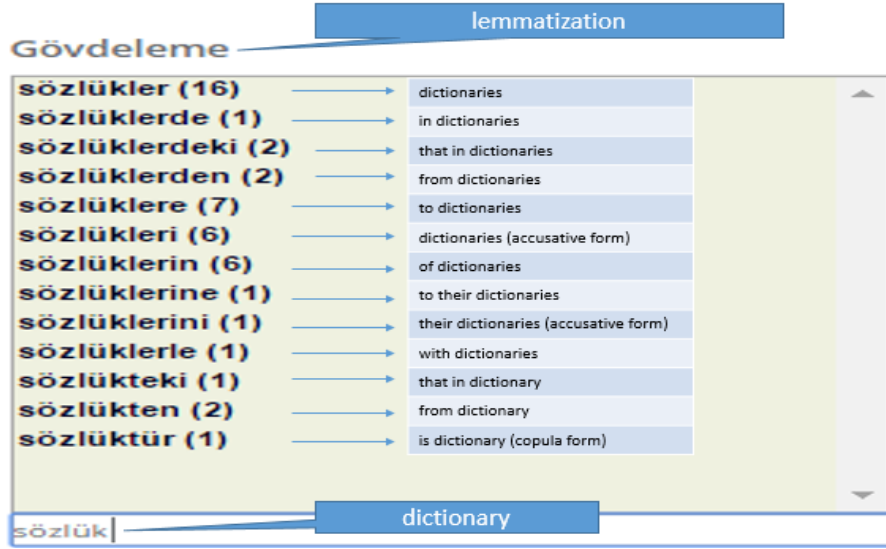 lemmatization
Gövdeleme
sözlükler (16) dictionaries
sözlüklerde (1) in dictionaries
sözlüklerdeki (2) that in dictionaries
sözlüklerden (2) from dictionaries
sözlüklere (7) to dictionaries
sözlükleri (6) dictionaries (accusative form)
sözlüklerin (6) of dictionaries
sözlüklerine (1) to their dictionaries
sözlüklerini (1) their dictionaries (accusative form)
sözlüklerle (1) with dictionaries
sözlükteki (1) that in dictionary
sözlükten (2) from dictionary
sözlüktür (1) is dictionary (copula form)
dictionary
sözlük